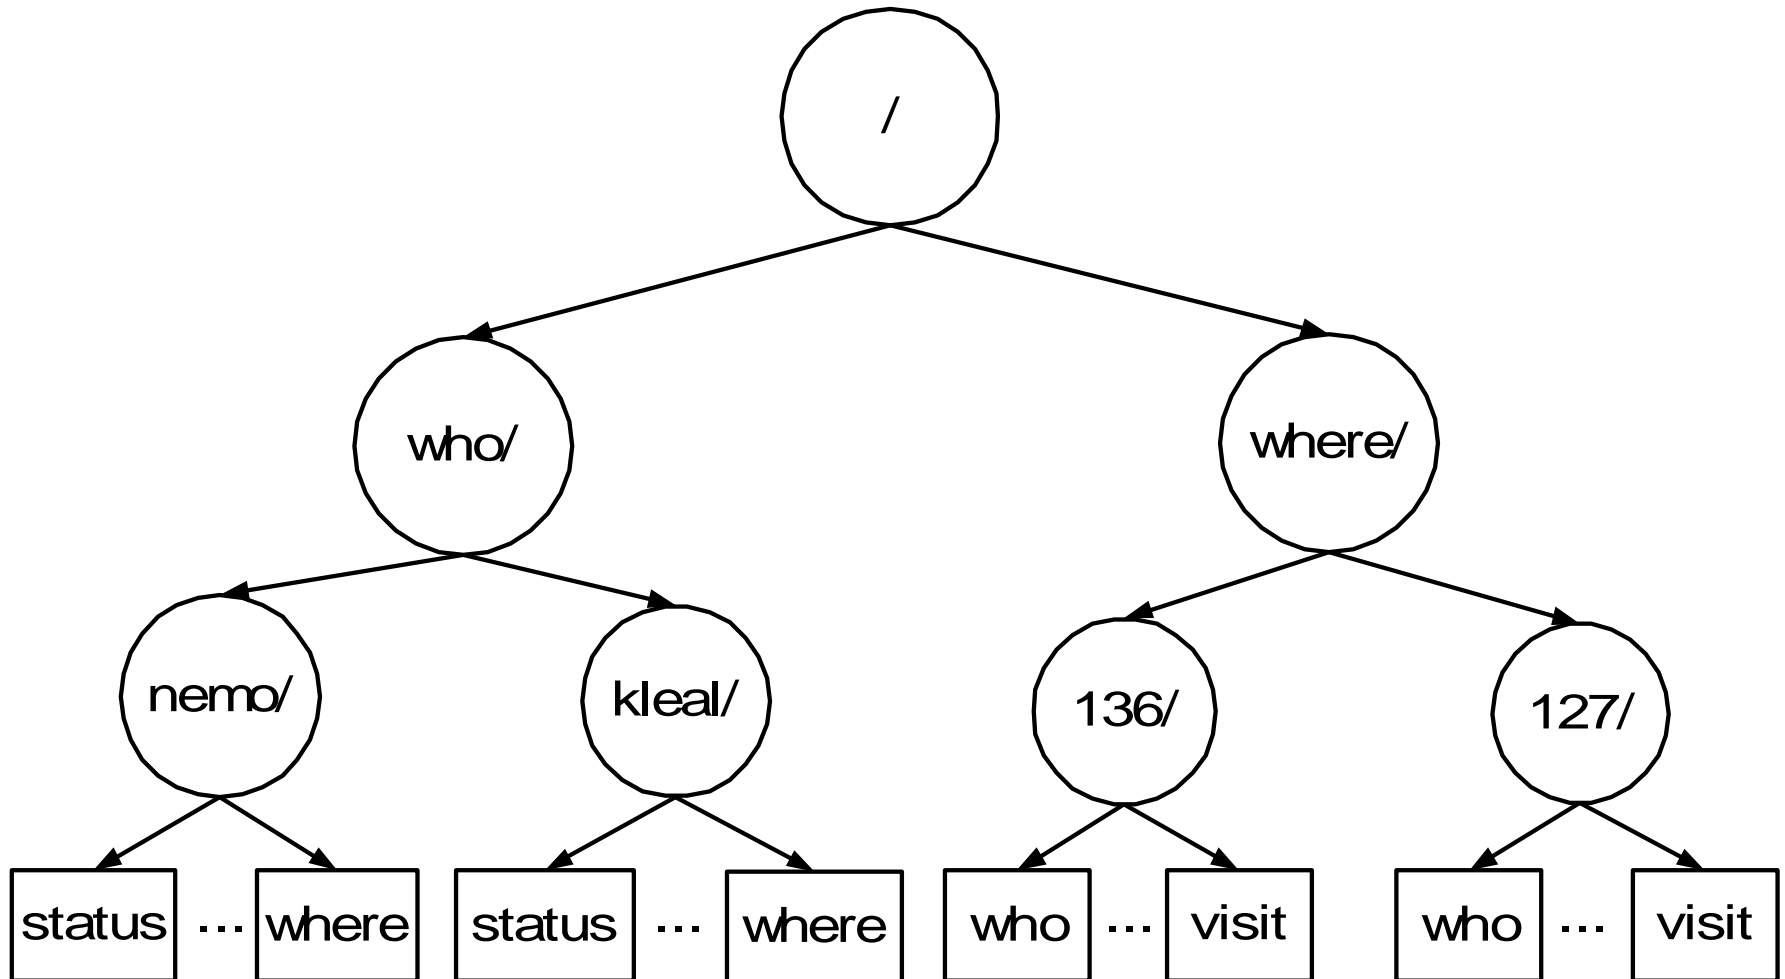 /
who/
where/
nemo/
kleal/
136/
127/
status ... where
status ... where
who ... visit
who ... visit